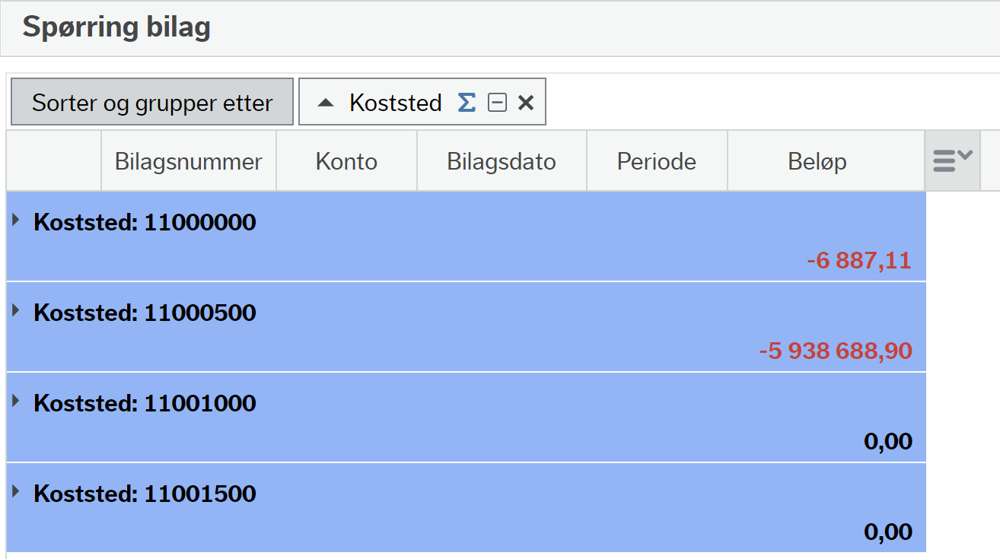 Spørring bilag
Sorter og grupper etter Koststed
Bilagsnummer Konto Bilagsdato Periode Beløp
Koststed: 11000000
-6 887,11
Koststed: 11000500
-5 938 688,90
Koststed: 11001000
0,00
Koststed: 11001500
0,00